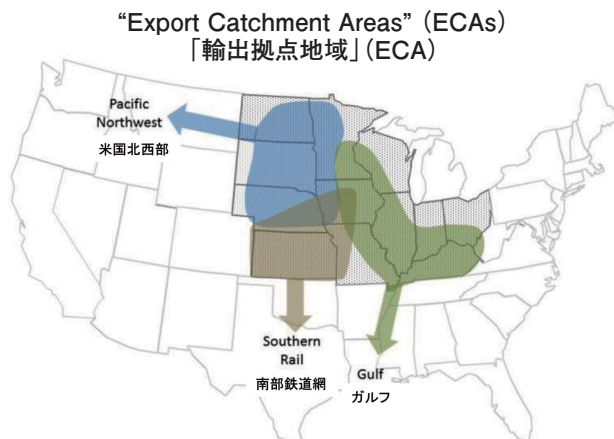 “Export Catchment Areas” (ECAs)
「輸出拠点地域」(ECA)
Pacific
Northwest
米国北西部
Southern
Rail
南部鉄道網
Gulf
ガルフ